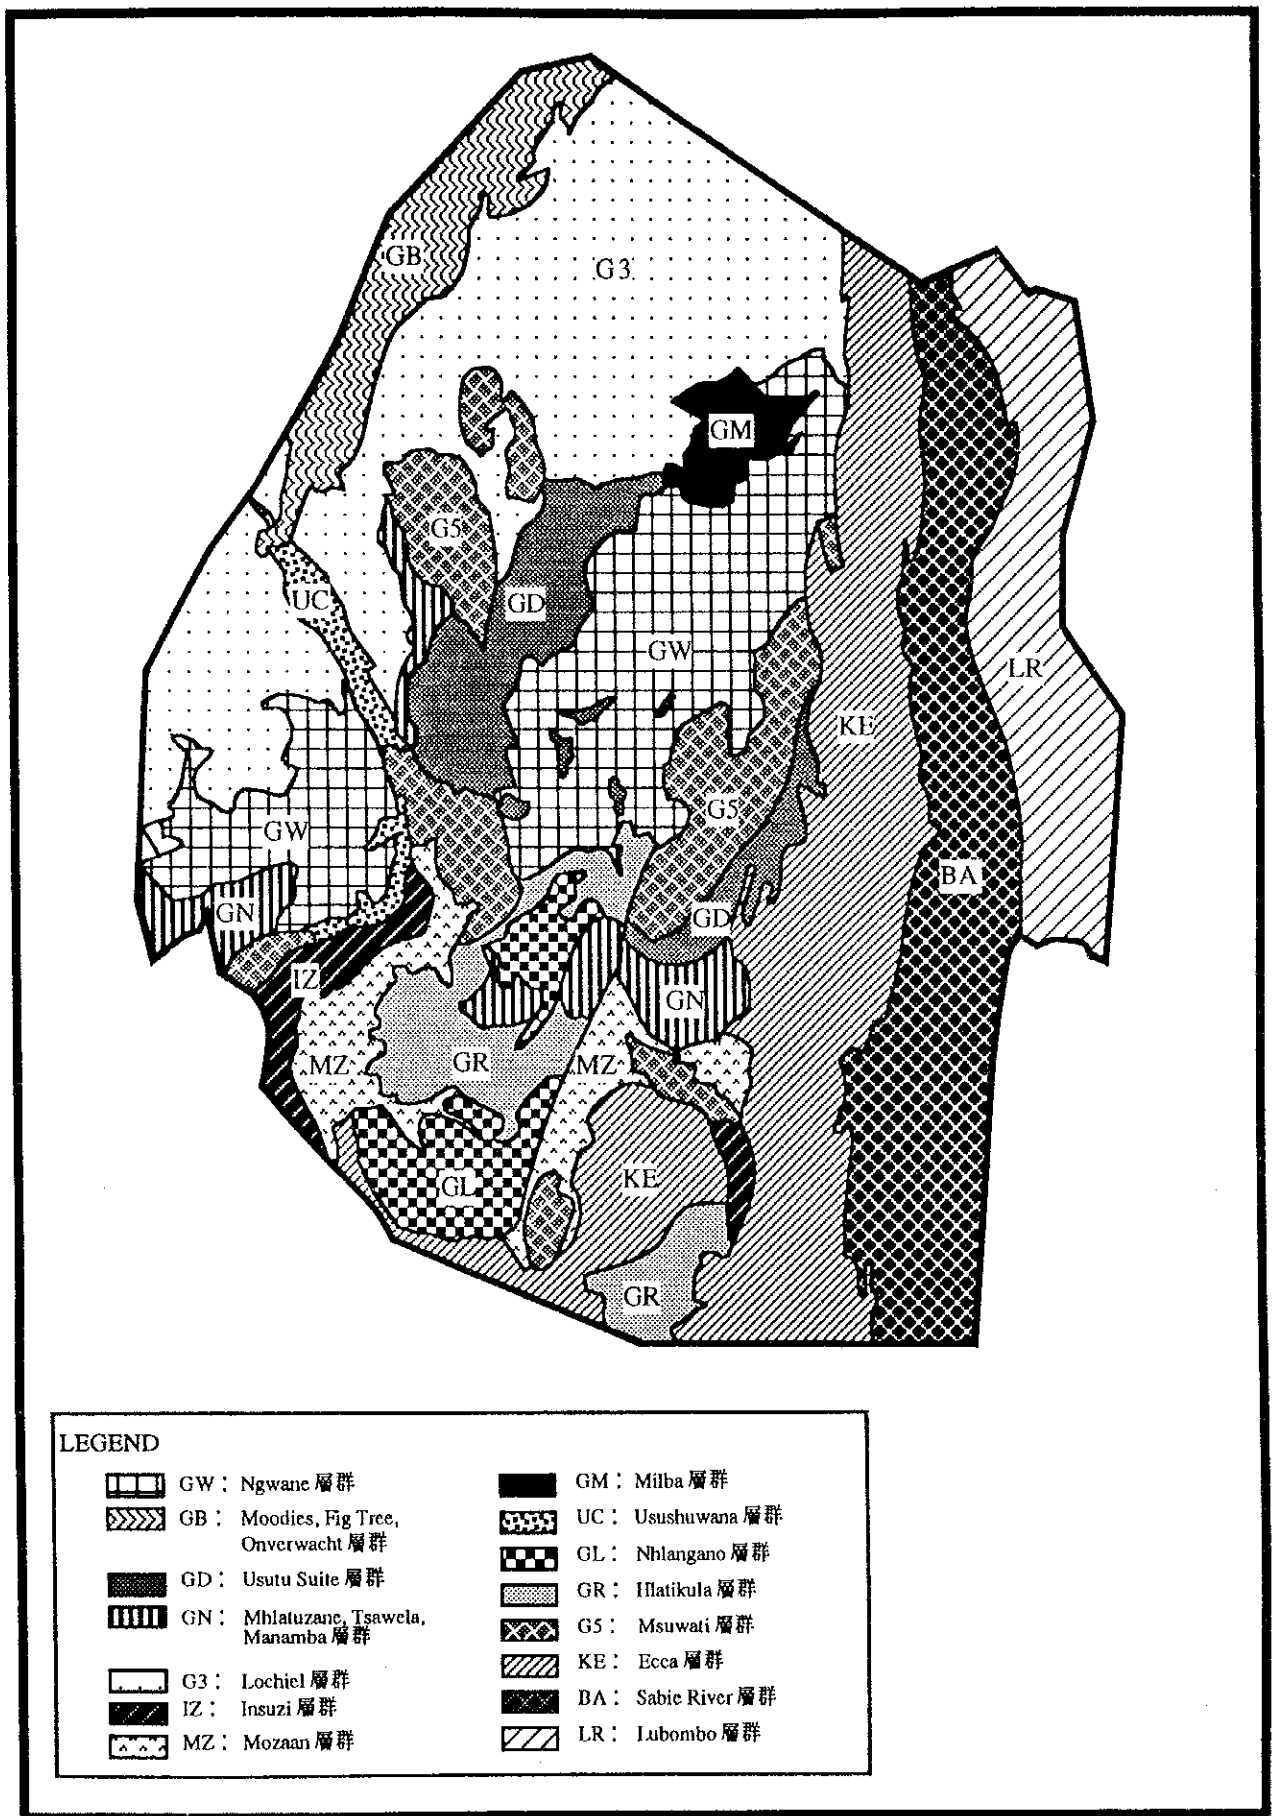 GB
G3
GM
G5
GD
UC
GW
LR
KE
G5
GW
BA
GN
GD
IZ
GN
MZ
GR
MZ
KE
GL
GR
LEGEND
GW： Ngwane 層群
GB： Moodies, Fig Tree,
Onverwacht 層群
GD： Usutu Suite 層群
GN： Mhlatuzane, Tsawela,
Manamba 層群
G3： Lochiel 層群
IZ： Insuzi 層群
MZ： Mozaan 層群
GM： Milba 層群
UC： Usushuwana 層群
GL： Nhlangano 層群
GR： Hlatikula 層群
G5： Msuwati 層群
KE： Ecca 層群
BA： Sabie River 層群
LR： Lubombo 層群